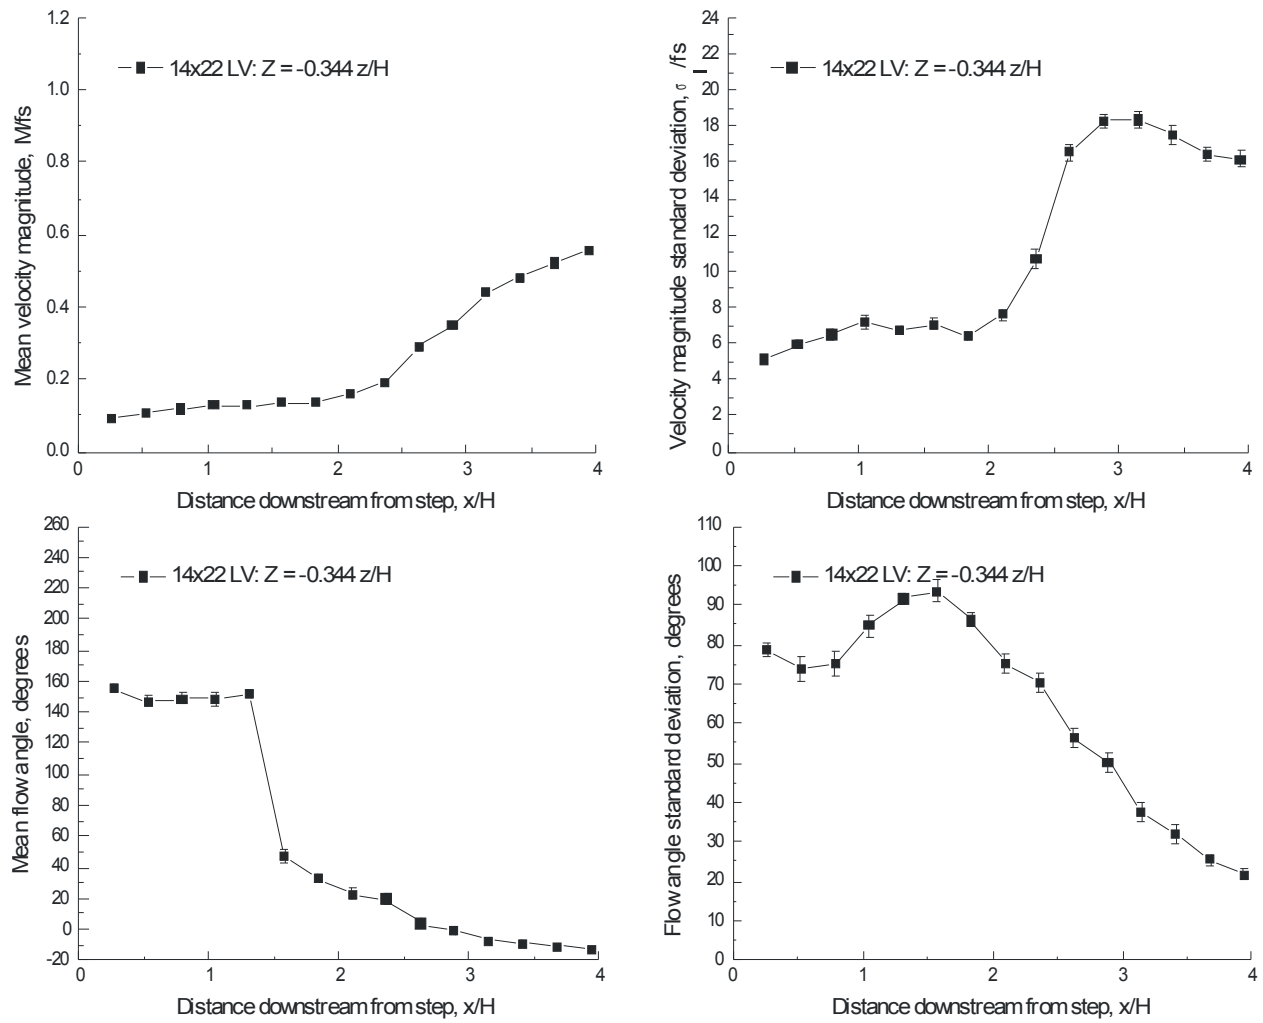 1.2
1.0
0.8
0.6
0.4
0.2
0.0
Mean velocity magnitude, M/fs
14x22 LV: Z = -0.344 z/H
0 1 2 3 4
Distance downstream from step, x/H
24
22
20
18
16
14
12
10
8
6
4
2
0
Velocity magnitude standard deviation, σ /fs
14x22 LV: Z = -0.344 z/H
0 1 2 3 4
Distance downstream from step, x/H
260
240
220
200
180
160
140
120
100
80
60
40
20
0
-20
Mean flow angle, degrees
14x22 LV: Z = -0.344 z/H
0 1 2 3 4
Distance downstream from step, x/H
110
100
90
80
70
60
50
40
30
20
10
0
Flow angle standard deviation, degrees
14x22 LV: Z = -0.344 z/H
0 1 2 3 4
Distance downstream from step, x/H